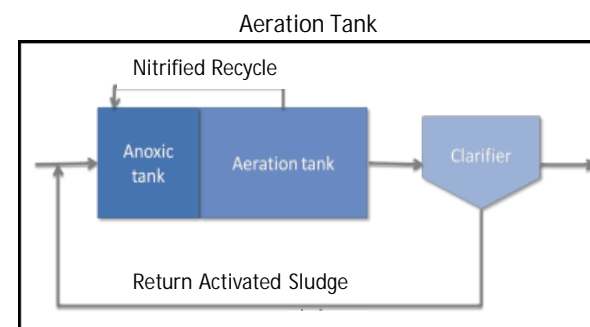 Aeration Tank
Nitrified Recycle
Anoxic
tank
Aeration tank
Clarifier
Return Activated Sludge